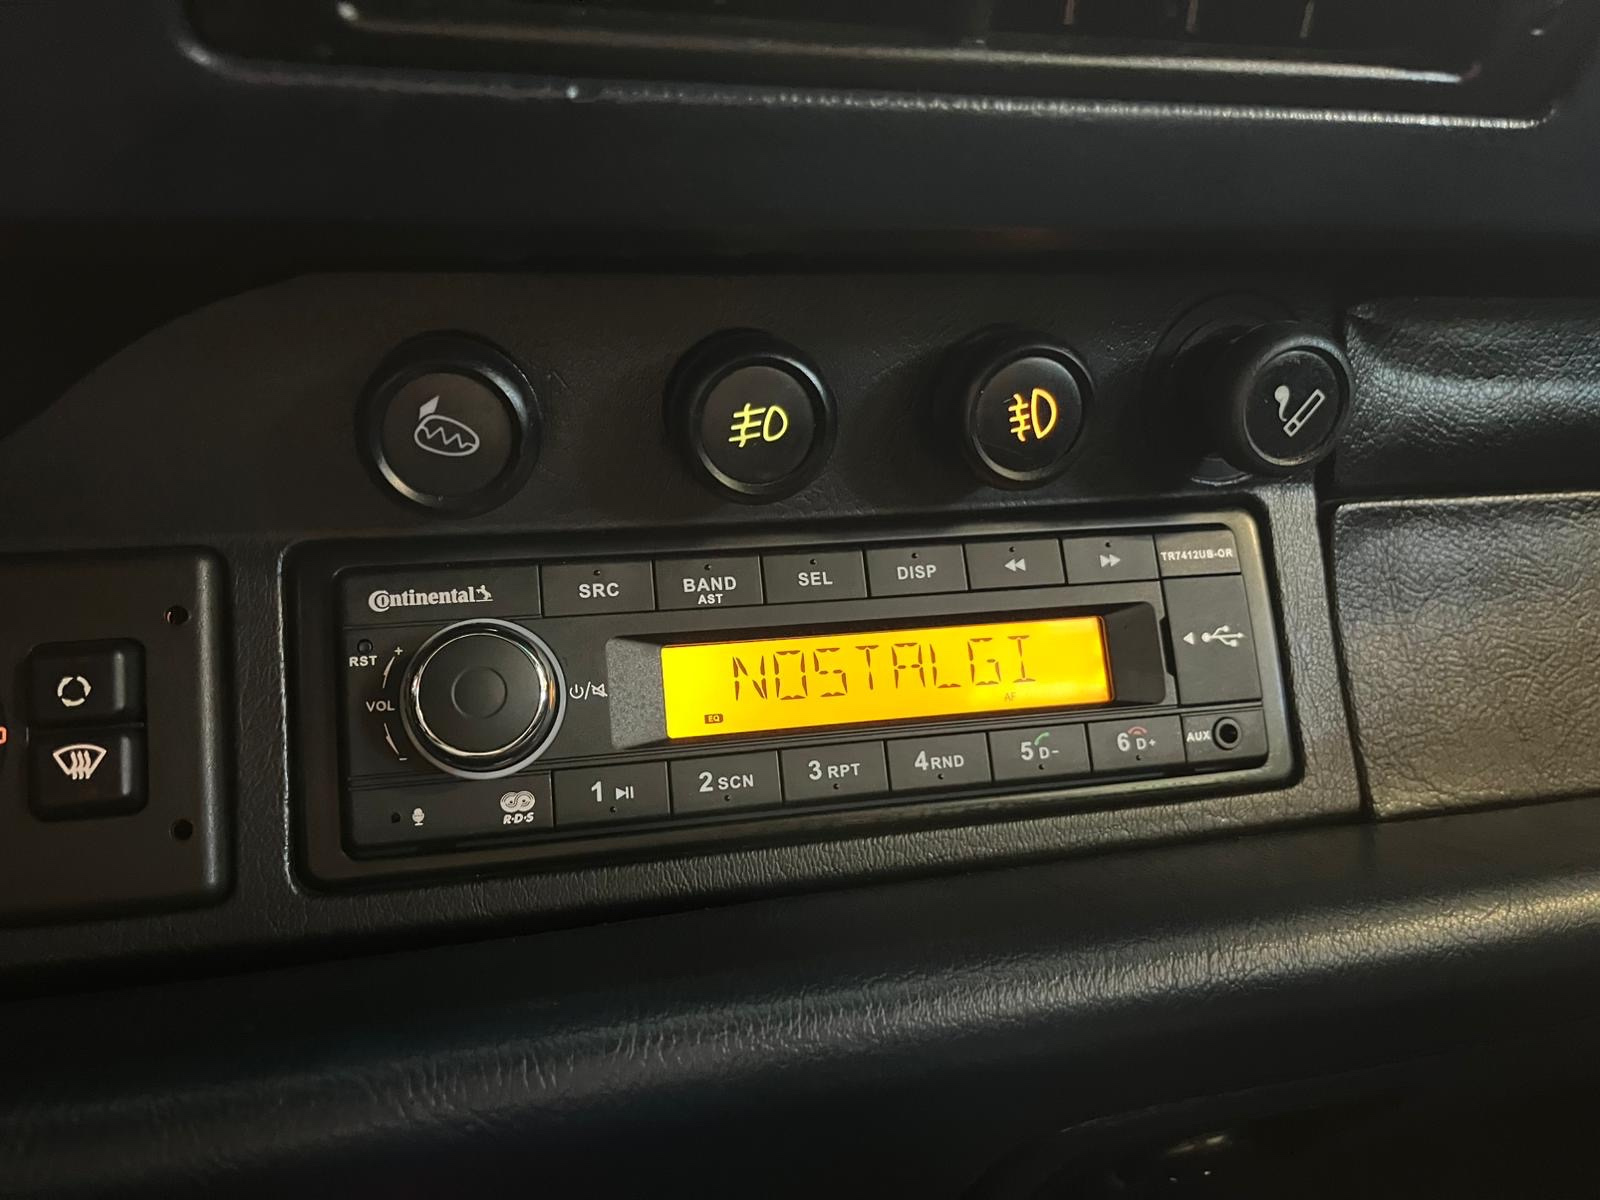 Continental
SRC
BAND
AST
SEL
DISP
TR7412UB-OR
RST
+
VOL
-
NOSTALGI
EQ
AF
R·D·S
1
2 SCN
3 RPT
4 RND
5 D-
6 D+
AUX